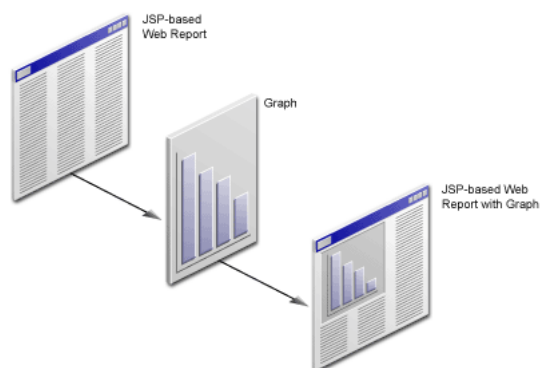 JSP-based
Web Report
Graph
JSP-based Web
Report with Graph